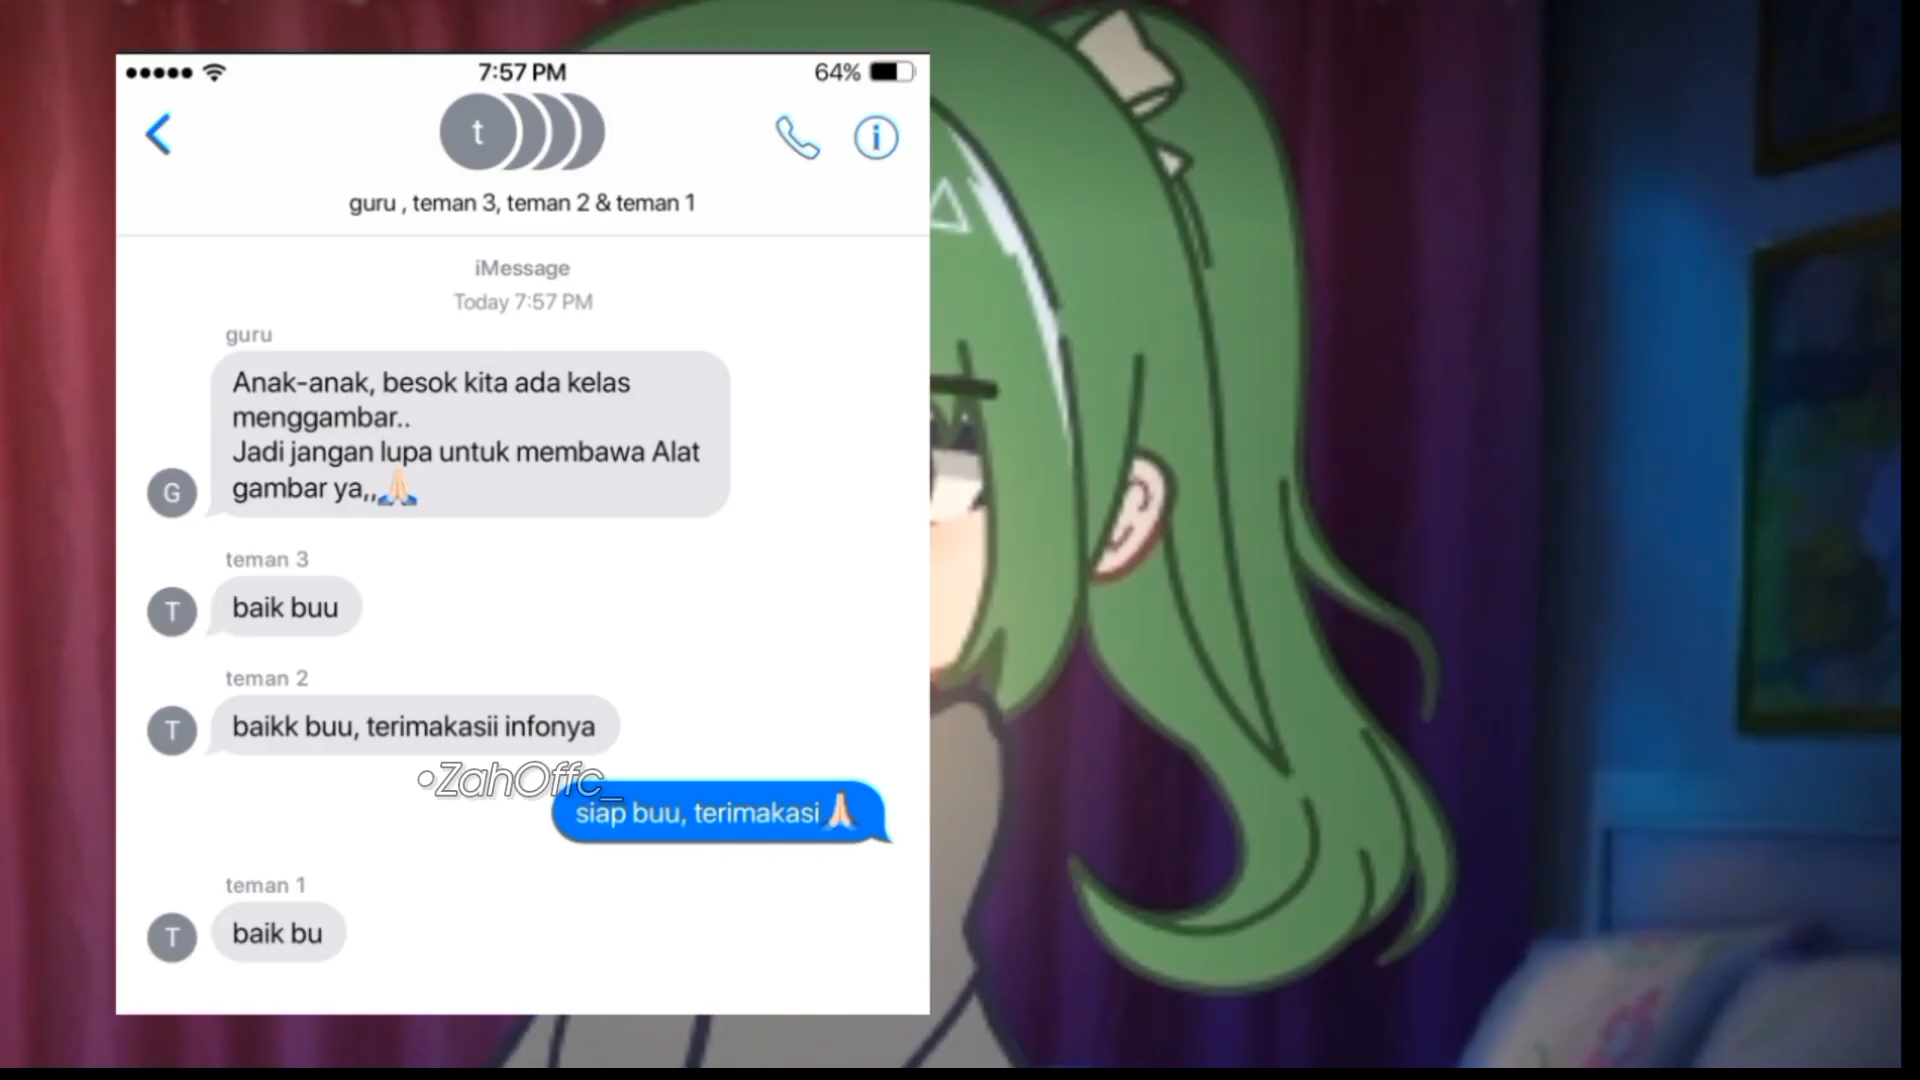 7:57 PM
64%
t
guru , teman 3, teman 2 & teman 1
iMessage
Today 7:57 PM
guru
Anak-anak, besok kita ada kelas
menggambar..
Jadi jangan lupa untuk membawa Alat
gambar ya,,🙏🏻
G
teman 3
T
baik buu
teman 2
T
baikk buu, terimakasii infonya
•ZahOffc_
siap buu, terimakasi🙏🏻
teman 1
T
baik bu